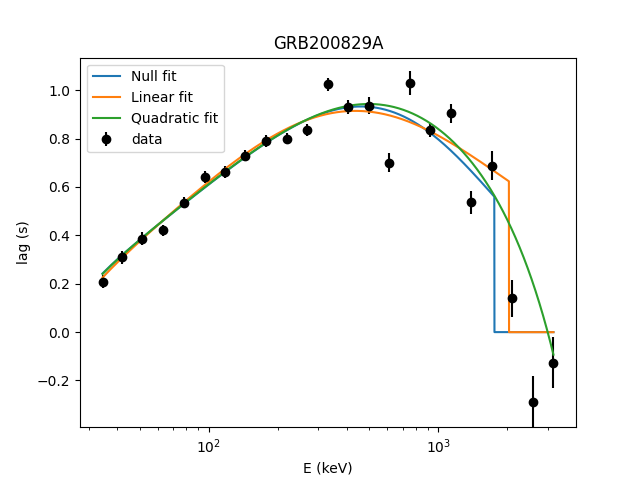 GRB200829A
Null fit
Linear fit
Quadratic fit
data
lag (s)
1.0
0.8
0.6
0.4
0.2
0.0
−0.2
10²
10³
E (keV)